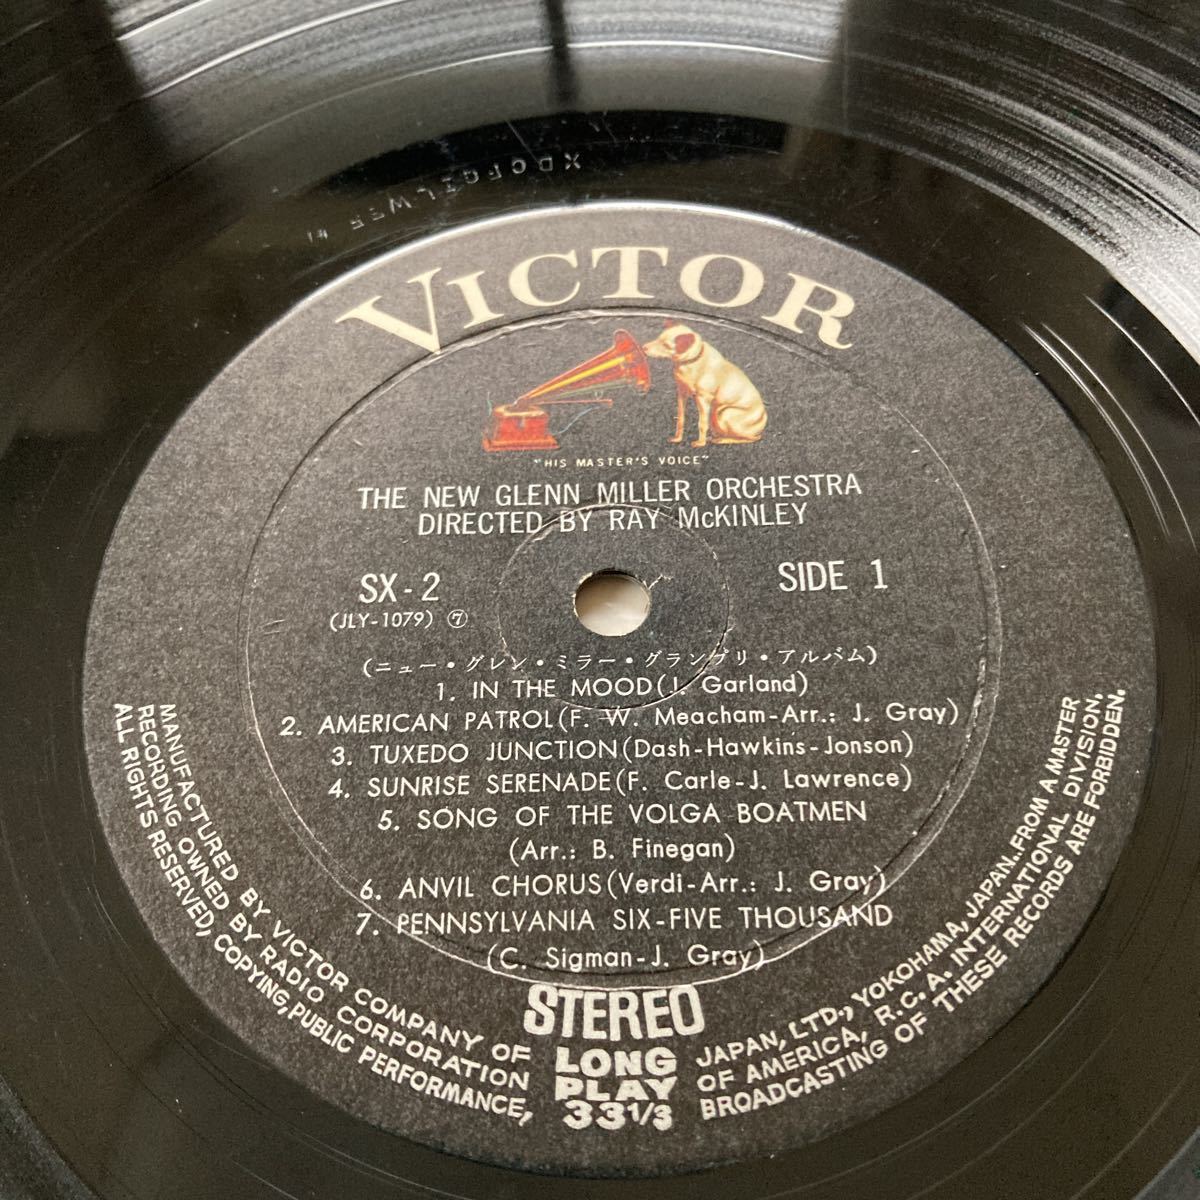 VICTOR
"HIS MASTER'S VOICE"
THE NEW GLENN MILLER ORCHESTRA
DIRECTED BY RAY McKINLEY
SX-2
SIDE 1
(JLY-1079) ⑦
(ニュー・グレン・ミラー・グランプリ・アルバム)
1. IN THE MOOD(J. Garland)
2. AMERICAN PATROL(F. W. Meacham-Arr.: J. Gray)
3. TUXEDO JUNCTION(Dash-Hawkins-Jonson)
4. SUNRISE SERENADE(F. Carle-J. Lawrence)
5. SONG OF THE VOLGA BOATMEN
(Arr.: B. Finegan)
6. ANVIL CHORUS(Verdi-Arr.: J. Gray)
7. PENNSYLVANIA SIX-FIVE THOUSAND
(C. Sigman-J. Gray)
STEREO
LONG
PLAY
33 1/3
MANUFACTURED BY VICTOR COMPANY OF JAPAN, LTD., YOKOHAMA, JAPAN..FROM A MASTER
RECORDING OWNED BY RADIO CORPORATION OF AMERICA, R.C.A. INTERNATIONAL DIVISION,
ALL RIGHTS RESERVED, COPYING, PUBLIC PERFORMANCE, BROADCASTING OF THESE RECORDS ARE FORBIDDEN.